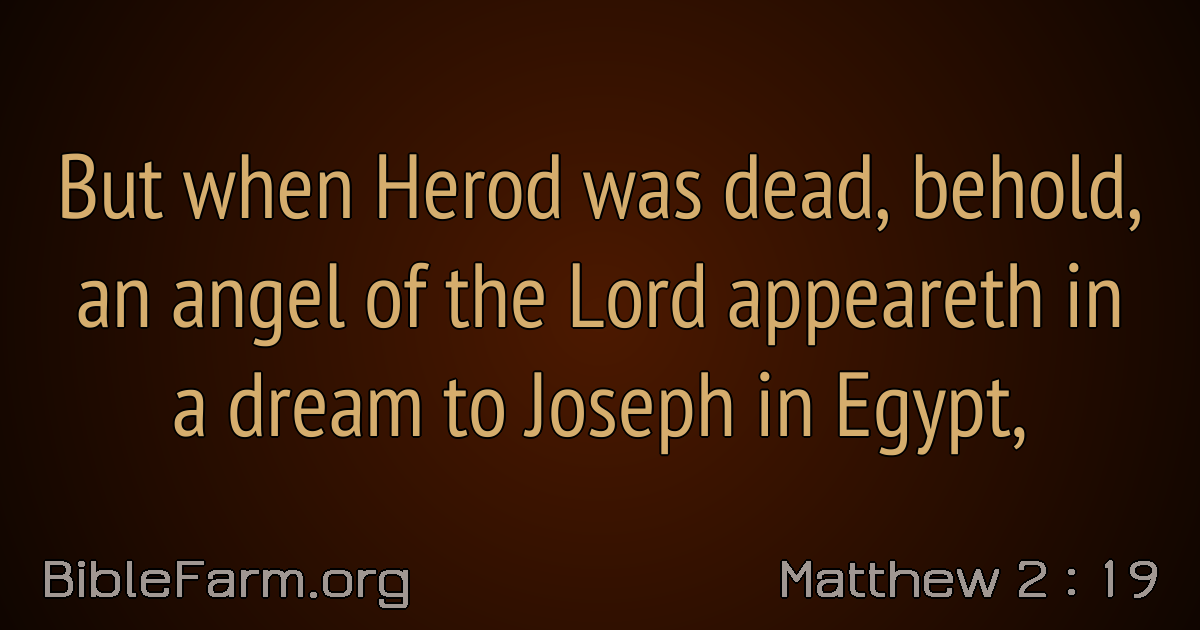 But when Herod was dead, behold,
an angel of the Lord appeareth in
a dream to Joseph in Egypt,
BibleFarm.org
Matthew 2 : 19